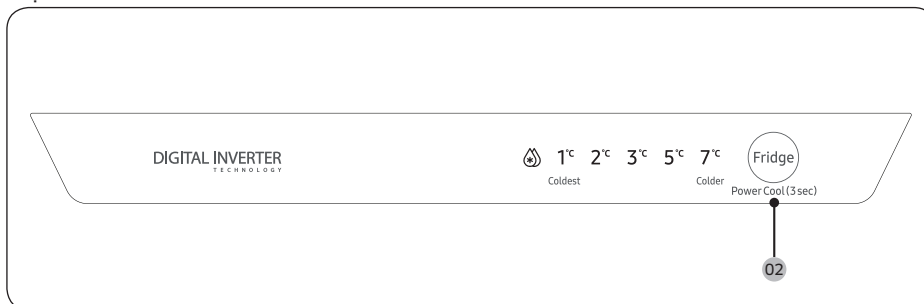 DIGITAL INVERTER
TECHNOLOGY
1℃ 2℃ 3℃ 5℃ 7℃ Fridge
Coldest Colder
Power Cool (3 sec)
02